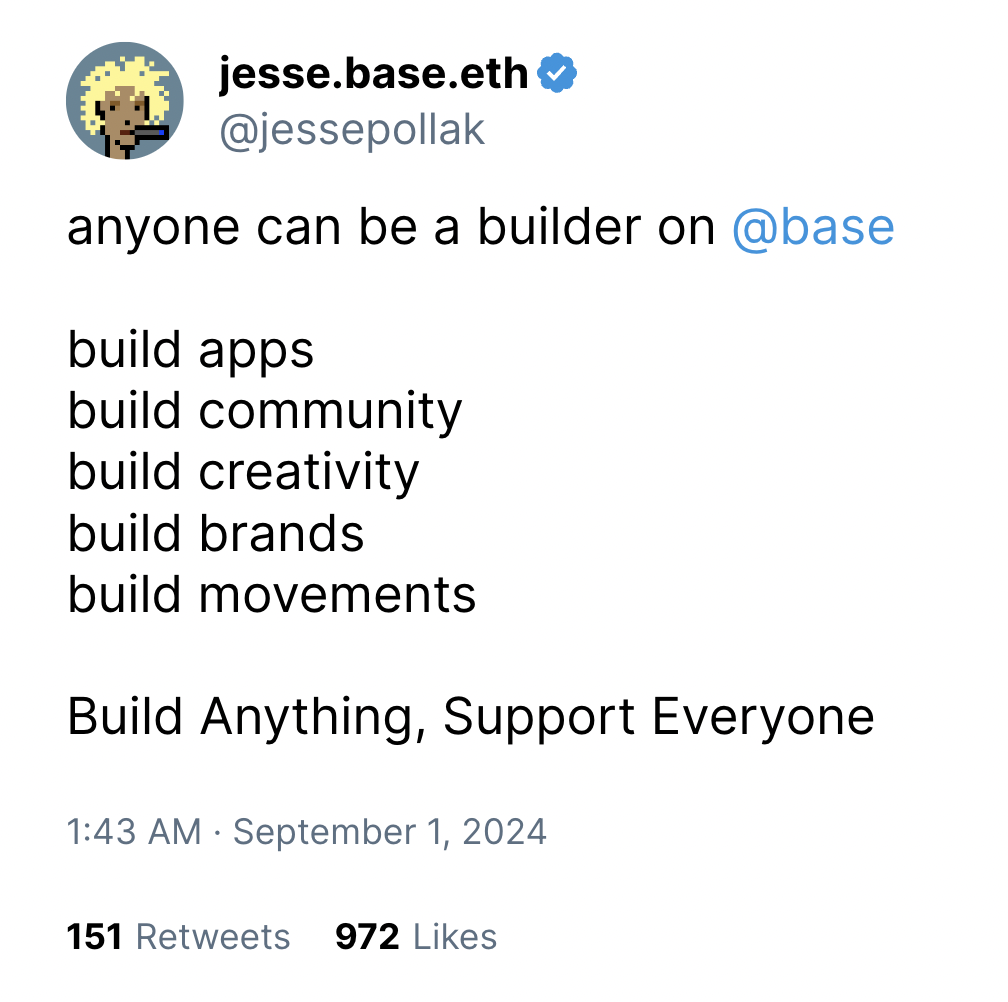 jesse.base.eth
@jessepollak
anyone can be a builder on @base
build apps
build community
build creativity
build brands
build movements
Build Anything, Support Everyone
1:43 AM · September 1, 2024
151 Retweets 972 Likes